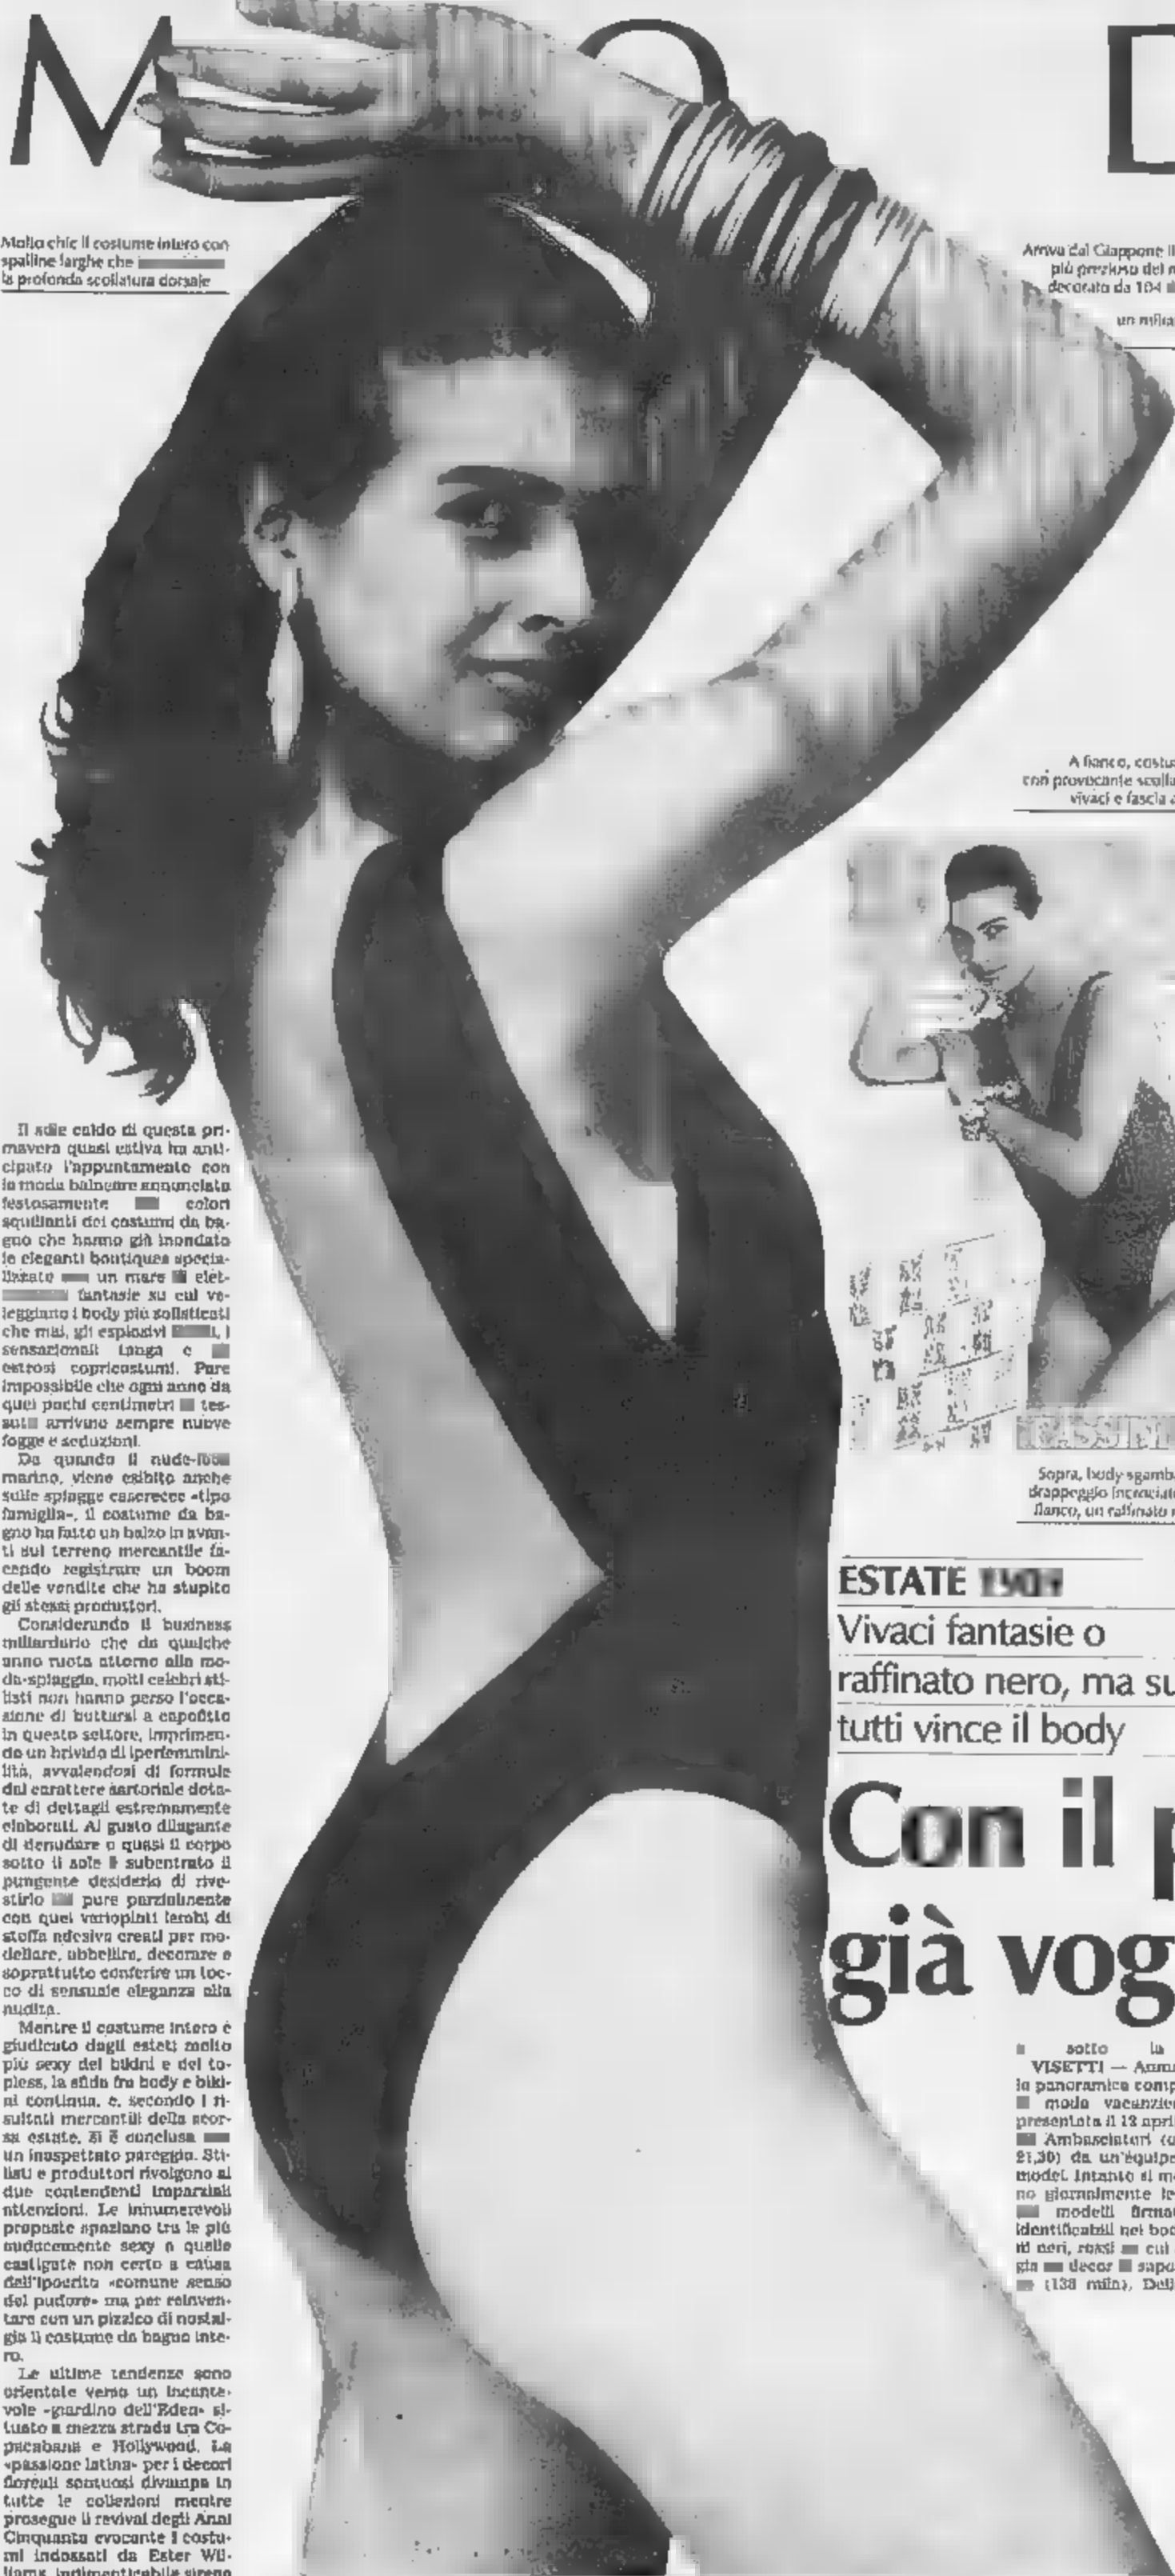 M O D
Molto chic il costume intero con
spalline larghe che
la profonda scollatura dorsale
Arriva dal Giappone il
più prezioso del m
decorato da 104
un milia
A fianco, costu
con provocante scolla
vivaci e fascia a
Il sole caldo di questa pri-
mavera quasi estiva ha anti-
cipato l'appuntamento con
la moda balneare annunciata
festosamente colori
squillanti dei costumi da ba-
gno che hanno già inondato
le eleganti boutiques specia-
lizzate un mare elet-
fantasie su cui ve-
leggiano i body più sofisticati
che mai, gli esplosivi i
sensazionali tanga e
estrosi copricostumi. Pare
impossibile che ogni anno da
quei pochi centimetri tes-
arrivino sempre nuove
fogge e seduzioni.
Da quando il nude-
marino, viene esibito anche
sulle spiagge caserecce «tipo
famiglia», il costume da ba-
gno ha fatto un balzo in avan-
ti sul terreno mercantile fa-
cendo registrare un boom
delle vendite che ha stupito
gli stessi produttori.
Considerando il business
miliardario che da qualche
anno ruota attorno alla mo-
da-spiaggia, molti celebri sti-
listi non hanno perso l'occa-
sione di buttarsi a capofitto
in questo settore, imprimen-
do un brivido di iperfemmini-
lità, avvalendosi di formule
dal carattere sartoriale dota-
te di dettagli estremamente
elaborati. Al gusto dilagante
di denudare o quasi il corpo
sotto il sole è subentrato il
pungente desiderio di rive-
stirlo pure parzialmente
con quei variopinti lembi di
stoffa adesiva creati per mo-
dellare, abbellire, decorare e
soprattutto conferire un toc-
co di sensuale eleganza alla
nudità.
Mentre il costume intero è
giudicato dagli esteti molto
più sexy del bikini e del to-
pless, la sfida fra body e biki-
ni continua, e, secondo i ri-
sultati mercantili della scor-
sa estate, si è conclusa
un inaspettato pareggio. Sti-
listi e produttori rivolgono ai
due contendenti imparziali
attenzioni. Le innumerevoli
proposte spaziano tra le più
audacemente sexy a quelle
castigate non certo a causa
dell'ipocrita «comune senso
del pudore» ma per reinven-
tare con un pizzico di nostal-
gia il costume da bagno inte-
ro.
Le ultime tendenze sono
orientate verso un incante-
vole «giardino dell'Eden» si-
tuato a mezza strada tra Co-
pacabana e Hollywood. La
«passione latina» per i decori
floreali sontuosi divampa in
tutte le collezioni mentre
prosegue il revival degli Anni
Cinquanta evocante i costu-
mi indossati da Ester Wil-
liams, indimenticabile sirena
Sopra, body sgamb
drappeggio incrociato
fianco, un raffinato
ESTATE
Vivaci fantasie o
raffinato nero, ma su
tutti vince il body
Con il p
già vog
sotto la
VISETTI — Annu
la panoramica comp
moda vacanzie
presentata il 12 apri
Ambasciatori (o
21,30) da un'équipe
model. Intanto si m
no giornalmente le
modelli firma
identificabili nei bod
di neri, rossi cui
gia decor sapo
(138 mila). Dell